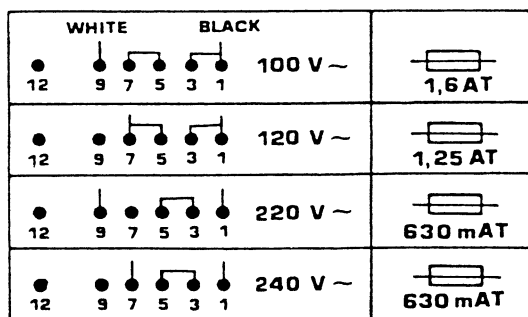 WHITE BLACK
100 V ~
12 9 7 5 3 1
1,6 AT
120 V ~
12 9 7 5 3 1
1,25 AT
220 V ~
12 9 7 5 3 1
630 mAT
240 V ~
12 9 7 5 3 1
630 mAT